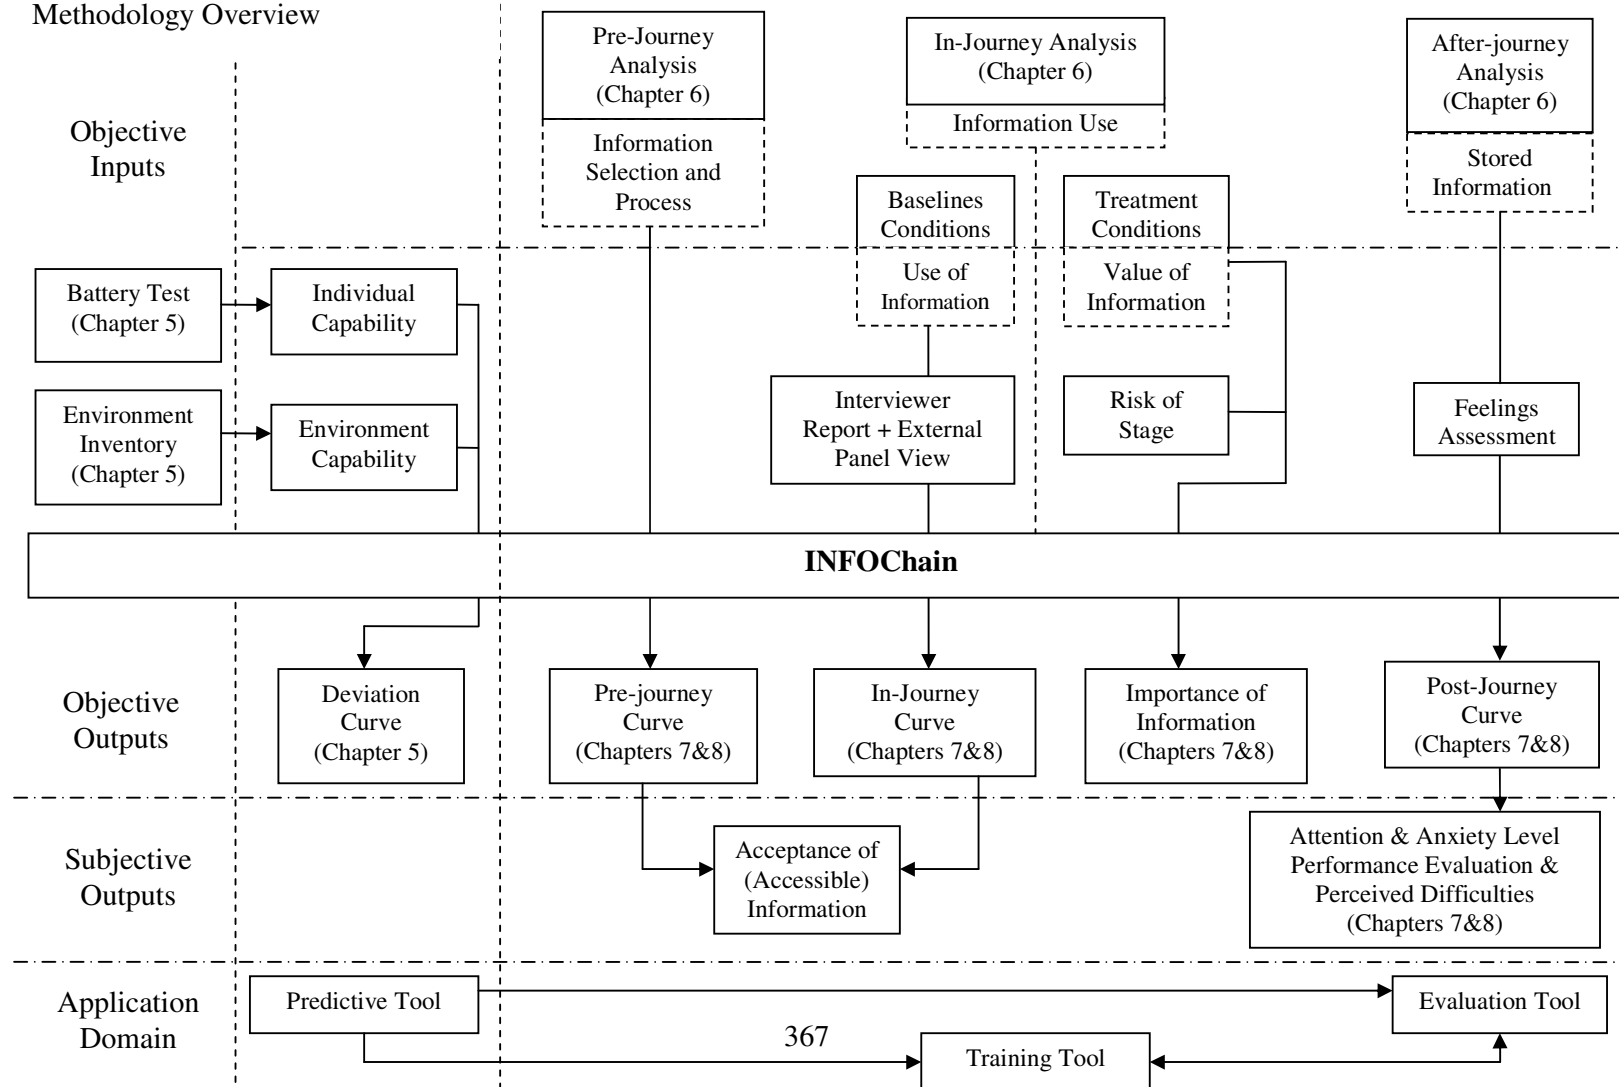 Methodology Overview
Objective
Inputs
Pre-Journey
Analysis
(Chapter 6)
Information
Selection and
Process
In-Journey Analysis
(Chapter 6)
Information Use
Baselines
Conditions
Use of
Information
Treatment
Conditions
Value of
Information
After-journey
Analysis
(Chapter 6)
Stored
Information
Battery Test
(Chapter 5)
Individual
Capability
Environment
Inventory
(Chapter 5)
Environment
Capability
Interviewer
Report + External
Panel View
Risk of
Stage
Feelings
Assessment
INFOChain
Objective
Outputs
Deviation
Curve
(Chapter 5)
Pre-journey
Curve
(Chapters 7&8)
In-Journey
Curve
(Chapters 7&8)
Importance of
Information
(Chapters 7&8)
Post-Journey
Curve
(Chapters 7&8)
Subjective
Outputs
Acceptance of
(Accessible)
Information
Attention & Anxiety Level
Performance Evaluation &
Perceived Difficulties
(Chapters 7&8)
Application
Domain
Predictive Tool
Evaluation Tool
367
Training Tool